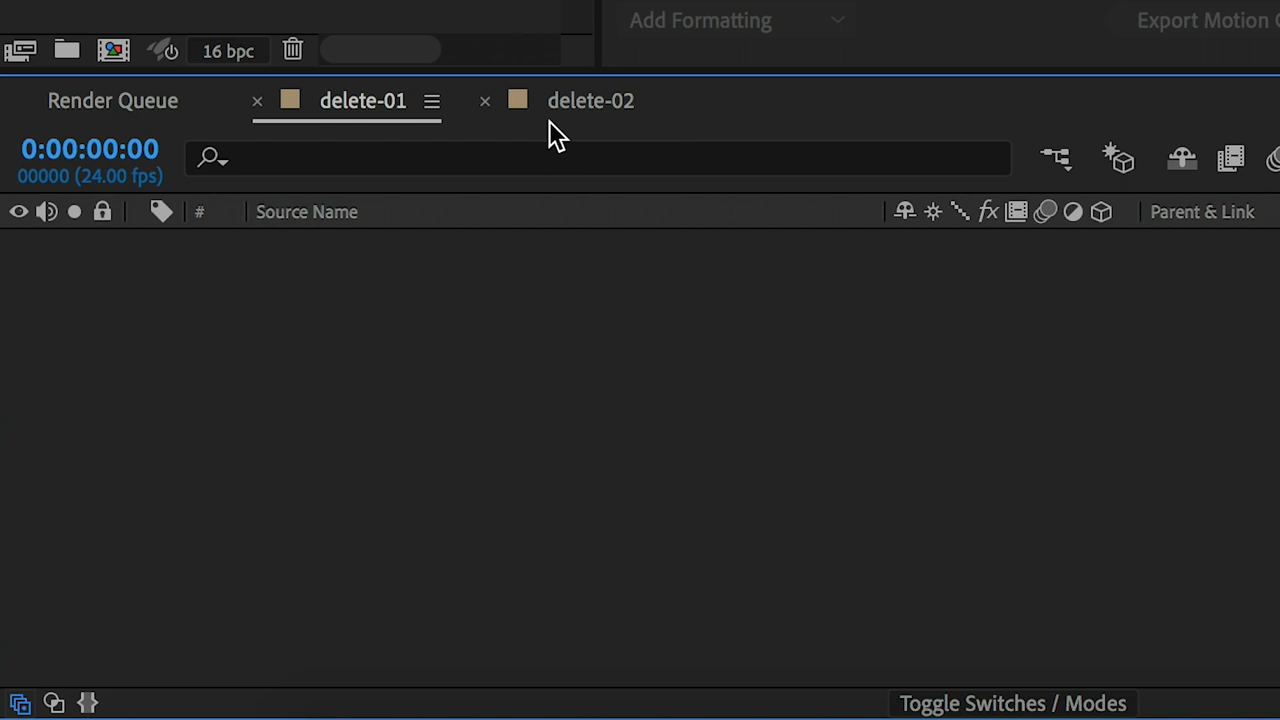 Add Formatting
Export Motion
16 bpc
Render Queue
delete-01
delete-02
0:00:00:00
00000 (24.00 fps)
#
Source Name
fx
Parent & Link
Toggle Switches / Modes